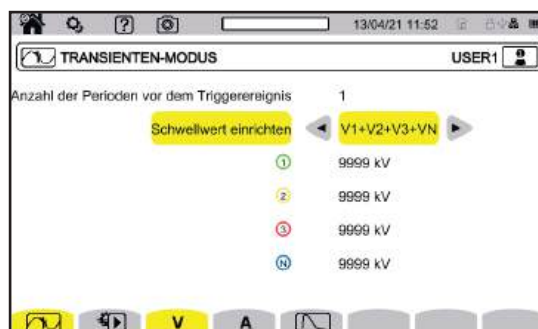 13/04/21 11:52
TRANSIENTEN-MODUS USER1
Anzahl der Perioden vor dem Triggerereignis 1
Schwellwert einrichten V1+V2+V3+VN
1 9999 kV
2 9999 kV
3 9999 kV
N 9999 kV
V A